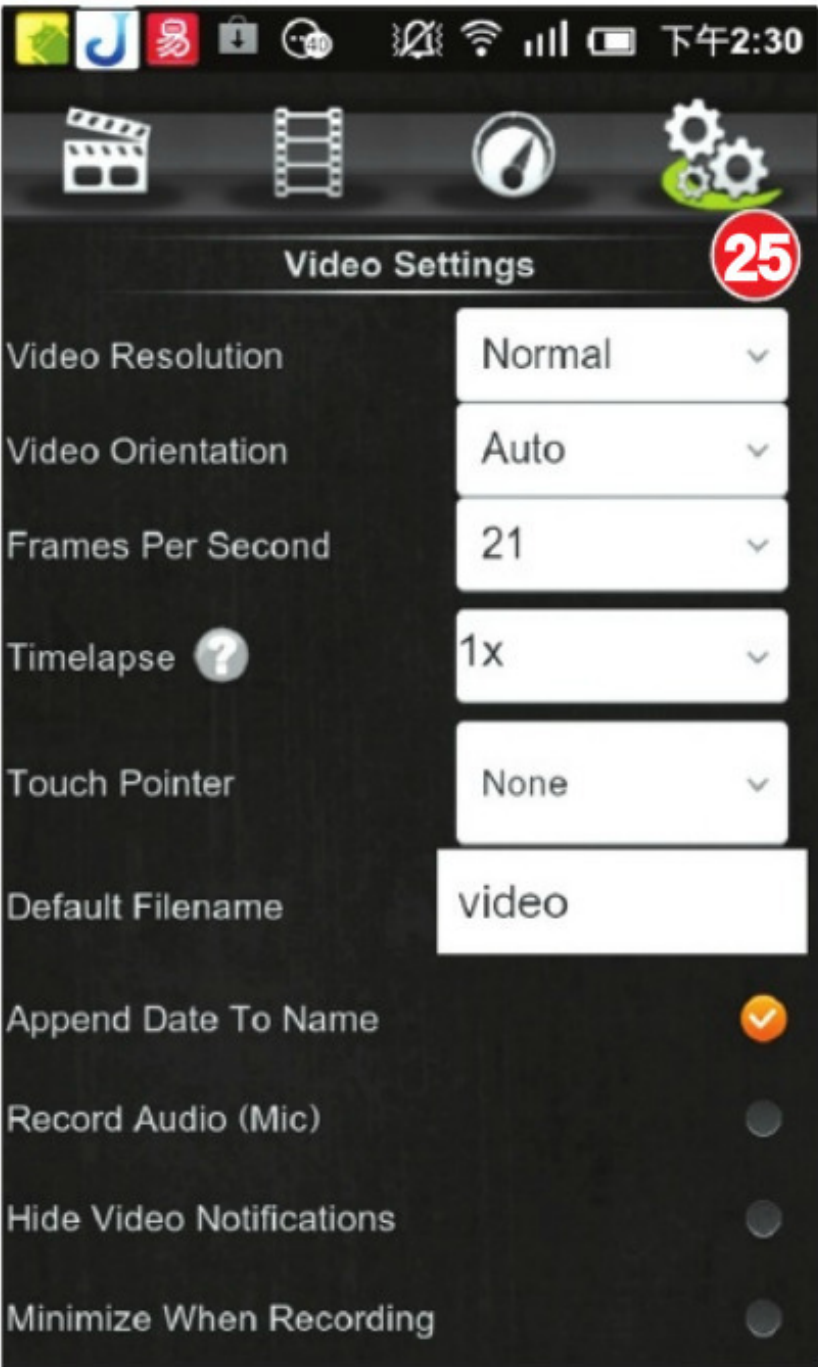 易 40 下午2:30
Video Settings 25
Video Resolution Normal
Video Orientation Auto
Frames Per Second 21
Timelapse ? 1x
Touch Pointer None
Default Filename video
Append Date To Name
Record Audio (Mic)
Hide Video Notifications
Minimize When Recording